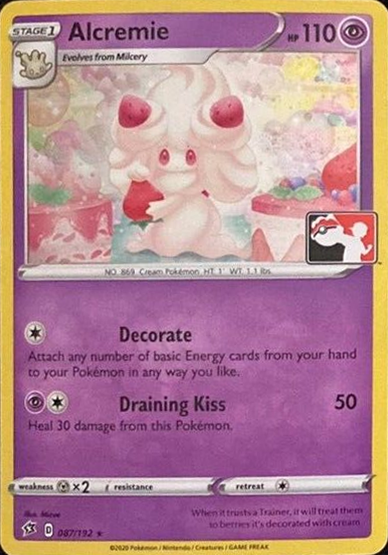 STAGE 1
Alcremie
HP 110
Evolves from Milcery
NO. 869 Cream Pokémon HT: 1' WT: 1.1 lbs.
Decorate
Attach any number of basic Energy cards from your hand
to your Pokémon in any way you like.
Draining Kiss 50
Heal 30 damage from this Pokémon.
weakness ×2 resistance retreat
When it trusts a Trainer, it will treat them
D 087/192 ★ to berries it's decorated with cream.
©2020 Pokémon / Nintendo / Creatures / GAME FREAK